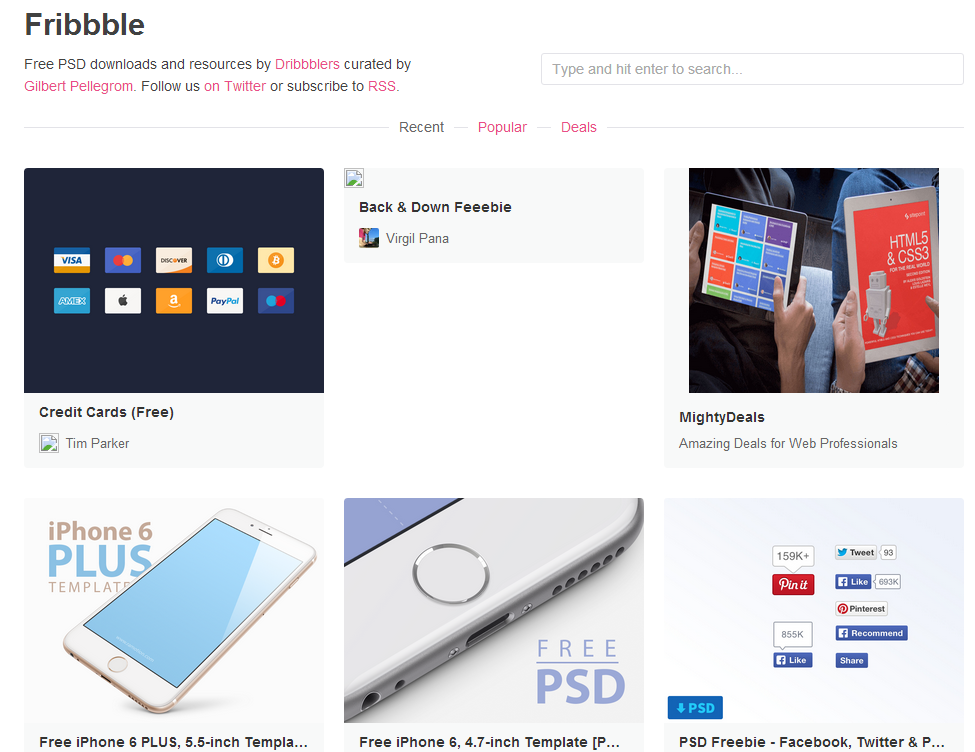 Fribbble
Free PSD downloads and resources by Dribbblers curated by
Gilbert Pellegrom. Follow us on Twitter or subscribe to RSS.
Type and hit enter to search...
Recent
Popular
Deals
VISA
DISCOVER
AMEX
a
PayPal
Credit Cards (Free)
Tim Parker
Back & Down Feeebie
Virgil Pana
sitepoint
HTML5
& CSS3
FOR THE REAL WORLD
MightyDeals
Amazing Deals for Web Professionals
iPhone 6
PLUS
TEMPLATE
Free iPhone 6 PLUS, 5.5-inch Templa...
FREE
PSD
Free iPhone 6, 4.7-inch Template [P...
159K+
Pin it
Tweet 93
Like 693K
Pinterest
855K
Like
Recommend
Share
PSD
PSD Freebie - Facebook, Twitter & P...